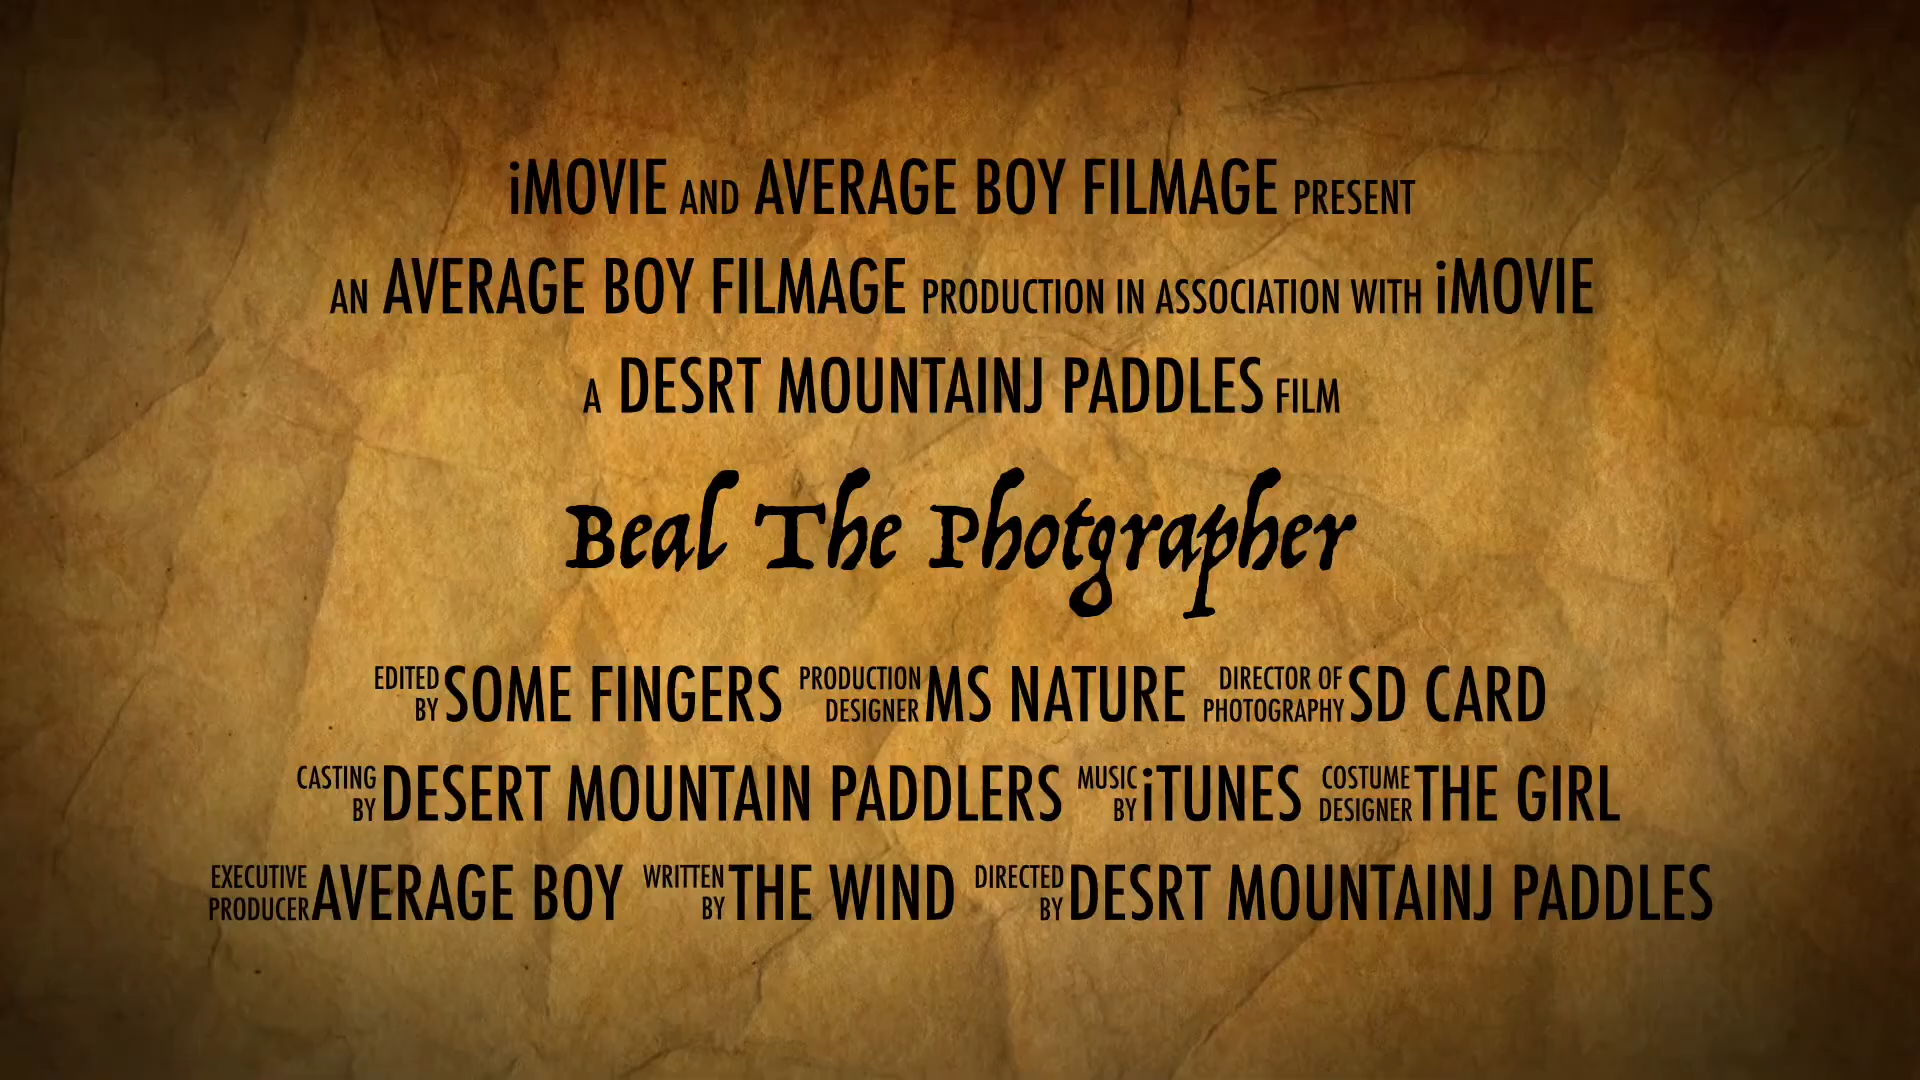 iMOVIE AND AVERAGE BOY FILMAGE PRESENT
AN AVERAGE BOY FILMAGE PRODUCTION IN ASSOCIATION WITH iMOVIE
A DESRT MOUNTAINJ PADDLES FILM
Beal The Photgrapher
EDITED BY SOME FINGERS PRODUCTION DESIGNER MS NATURE DIRECTOR OF PHOTOGRAPHY SD CARD
CASTING BY DESERT MOUNTAIN PADDLERS MUSIC BY iTUNES COSTUME DESIGNER THE GIRL
EXECUTIVE PRODUCER AVERAGE BOY WRITTEN BY THE WIND DIRECTED BY DESRT MOUNTAINJ PADDLES